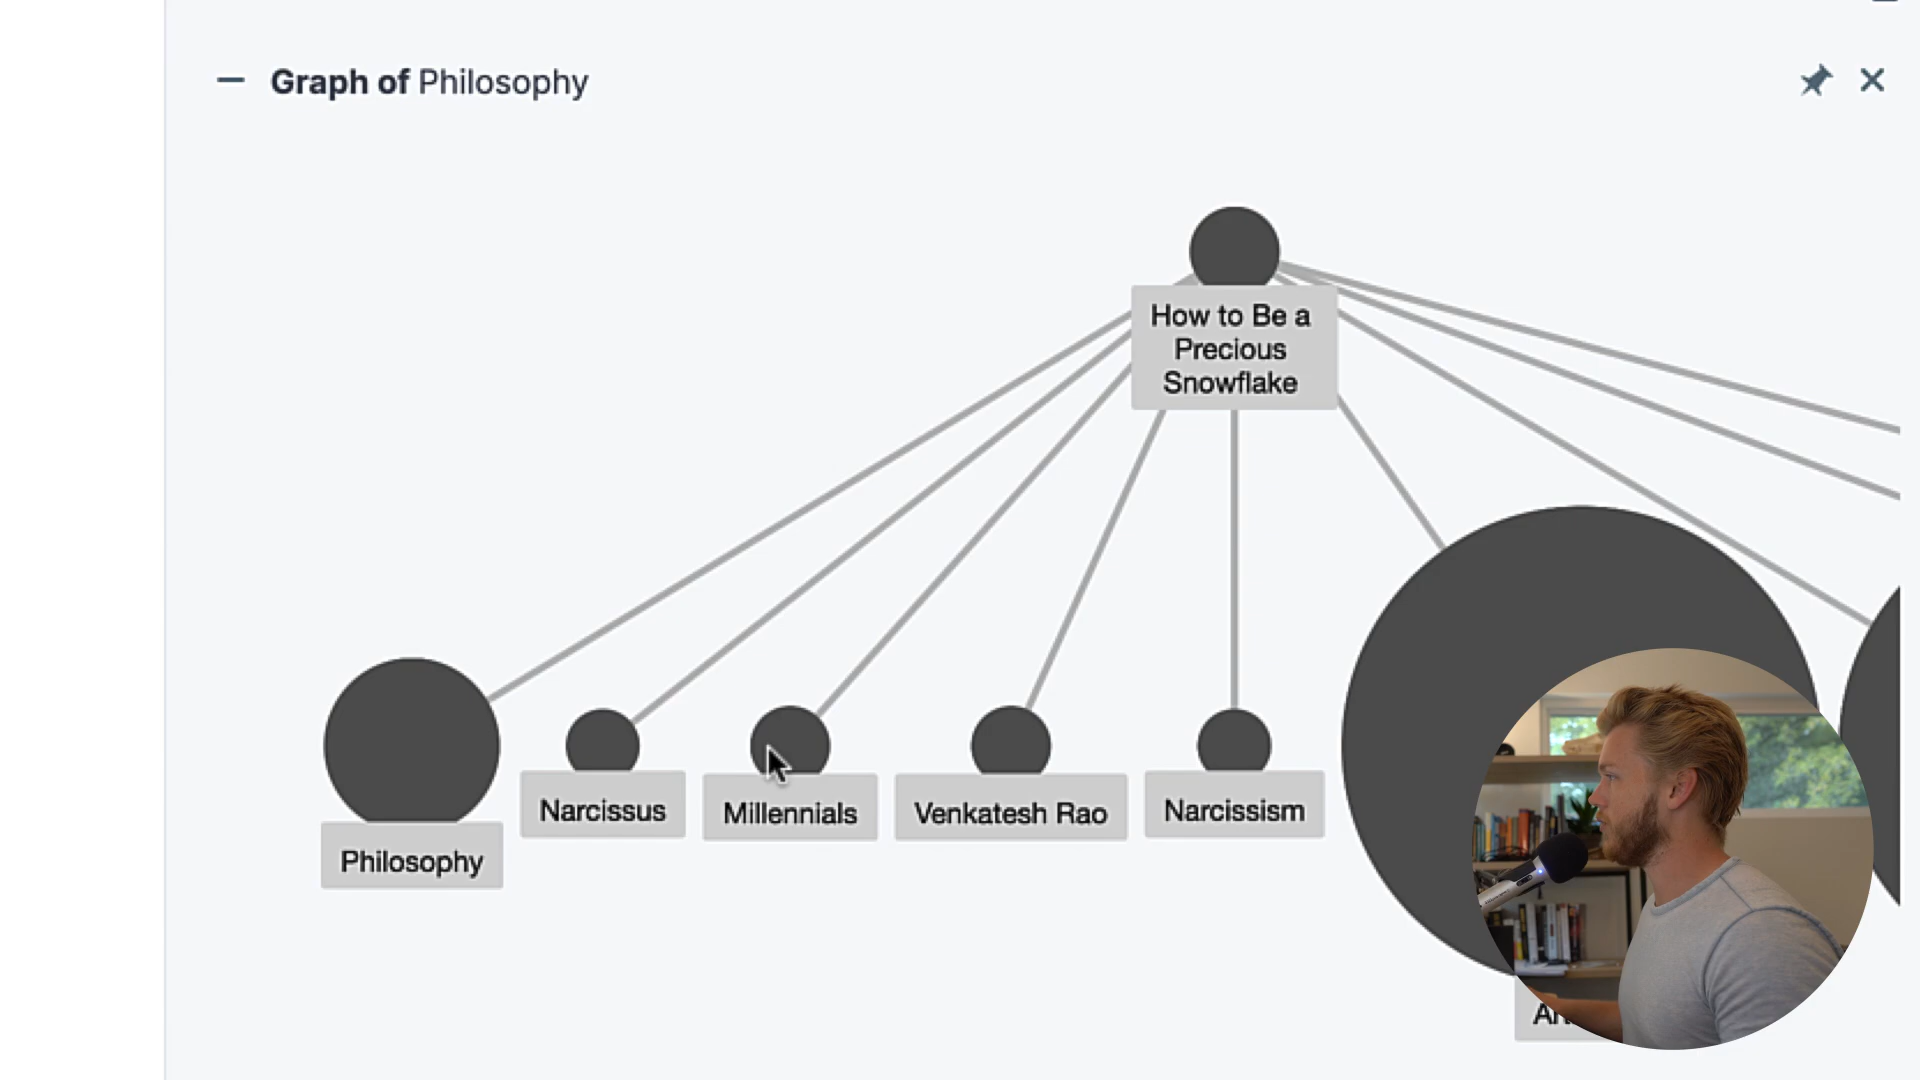 Graph of Philosophy
How to Be a
Precious
Snowflake
Narcissus
Millennials
Venkatesh Rao
Narcissism
Philosophy